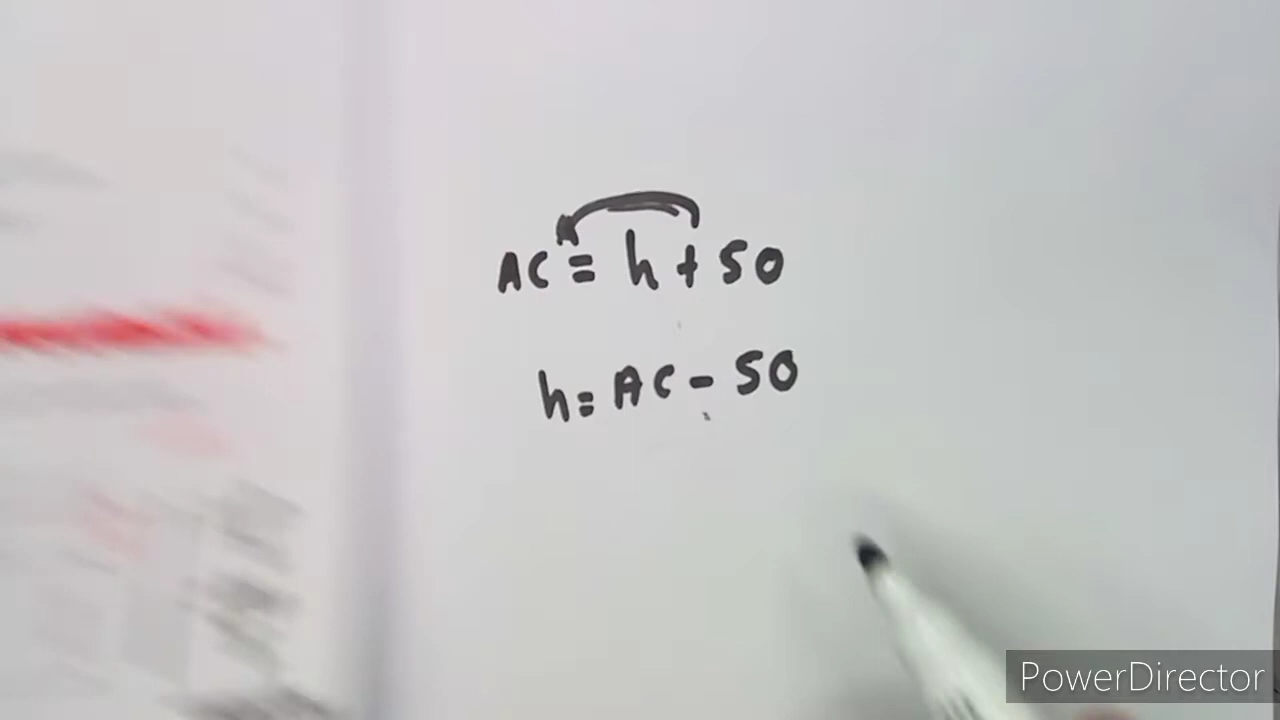 AC = h + 50
h = AC - 50
PowerDirector